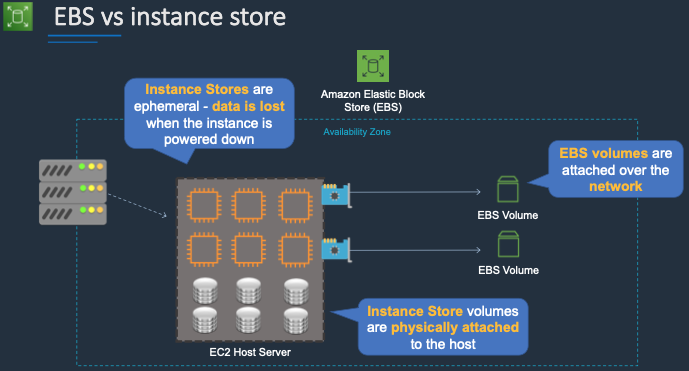 EBS vs instance store
Instance Stores are
ephemeral - data is lost
when the instance is
powered down
Amazon Elastic Block
Store (EBS)
Availability Zone
EBS volumes are
attached over the
network
EBS Volume
EBS Volume
Instance Store volumes
are physically attached
to the host
EC2 Host Server